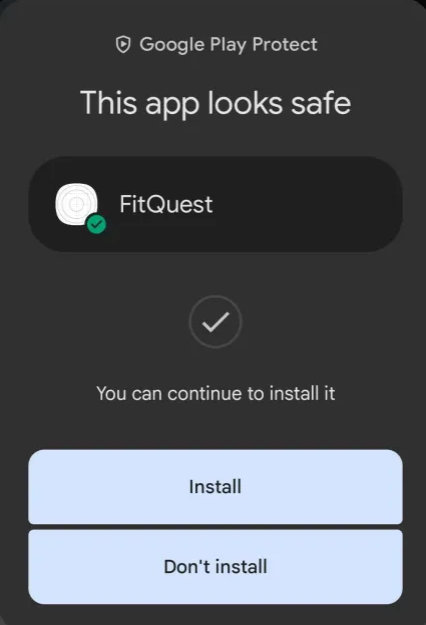 Google Play Protect
This app looks safe
FitQuest
You can continue to install it
Install
Don't install